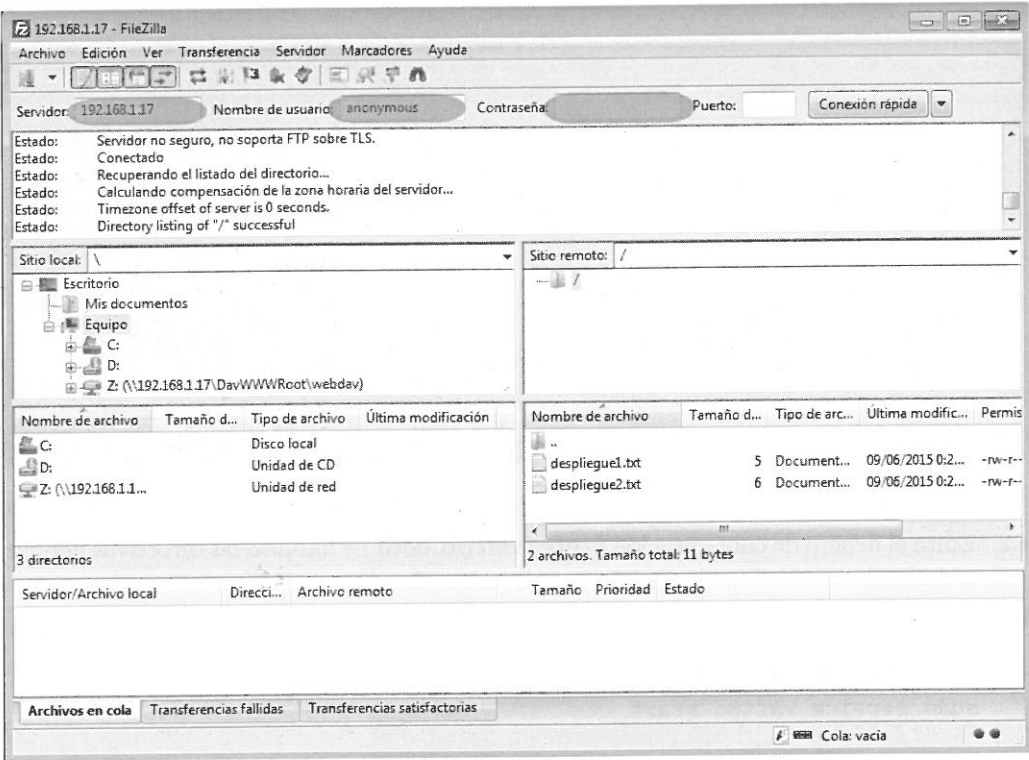 192.168.1.17 - FileZilla
Archivo Edición Ver Transferencia Servidor Marcadores Ayuda
Servidor: 192.168.1.17 Nombre de usuario: anonymous Contraseña: Puerto: Conexión rápida
Estado: Servidor no seguro, no soporta FTP sobre TLS.
Estado: Conectado
Estado: Recuperando el listado del directorio...
Estado: Calculando compensación de la zona horaria del servidor...
Estado: Timezone offset of server is 0 seconds.
Estado: Directory listing of "/" successful
Sitio local: \
Escritorio
Mis documentos
Equipo
C:
D:
Z: (\\192.168.1.17\DavWWWRoot\webdav)
Sitio remoto: /
/
Nombre de archivo Tamaño d... Tipo de archivo Última modificación
C: Disco local
D: Unidad de CD
Z: (\\192.168.1.1... Unidad de red
3 directorios
Nombre de archivo Tamaño d... Tipo de arc... Última modific... Permis
..
despliegue1.txt 5 Document... 09/06/2015 0:2... -rw-r--
despliegue2.txt 6 Document... 09/06/2015 0:2... -rw-r--
2 archivos. Tamaño total: 11 bytes
Servidor/Archivo local Direcci... Archivo remoto Tamaño Prioridad Estado
Archivos en cola Transferencias fallidas Transferencias satisfactorias
Cola: vacía